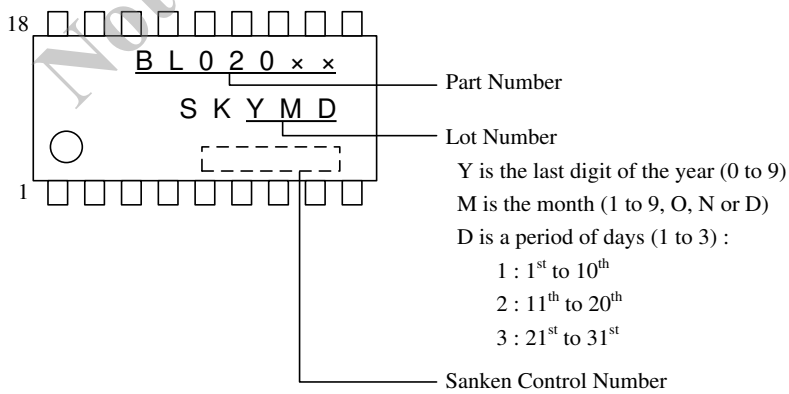 18
BL020××
SKYMD
1
Part Number
Lot Number
Y is the last digit of the year (0 to 9)
M is the month (1 to 9, O, N or D)
D is a period of days (1 to 3) :
1 : 1st to 10th
2 : 11th to 20th
3 : 21st to 31st
Sanken Control Number